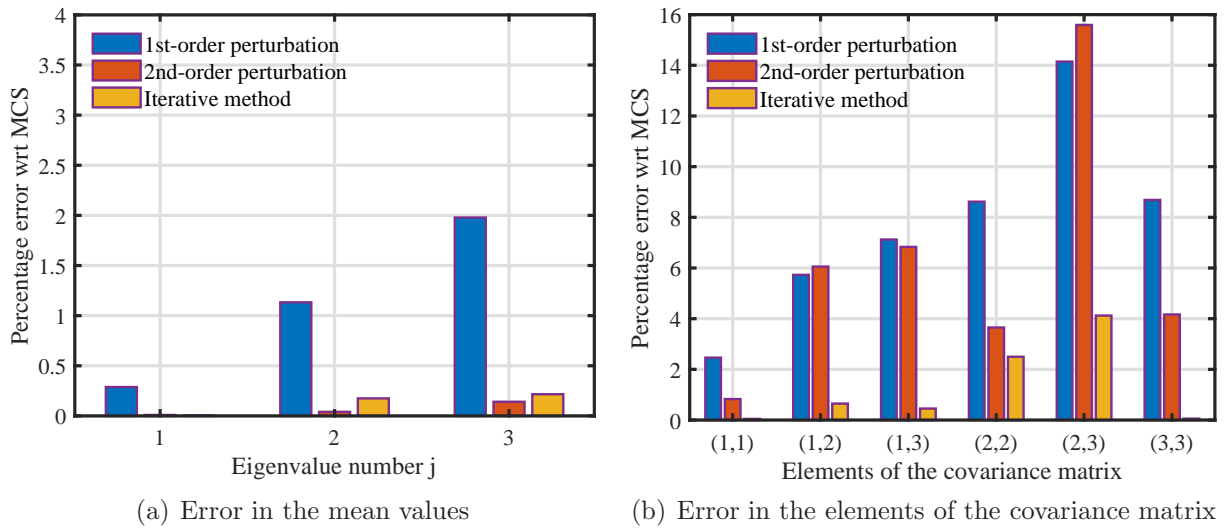 4
3.5
3
2.5
2
1.5
1
0.5
0
Percentage error wrt MCS
1st-order perturbation
2nd-order perturbation
Iterative method
1 2 3
Eigenvalue number j
(a) Error in the mean values
16
14
12
10
8
6
4
2
0
Percentage error wrt MCS
1st-order perturbation
2nd-order perturbation
Iterative method
(1,1) (1,2) (1,3) (2,2) (2,3) (3,3)
Elements of the covariance matrix
(b) Error in the elements of the covariance matrix